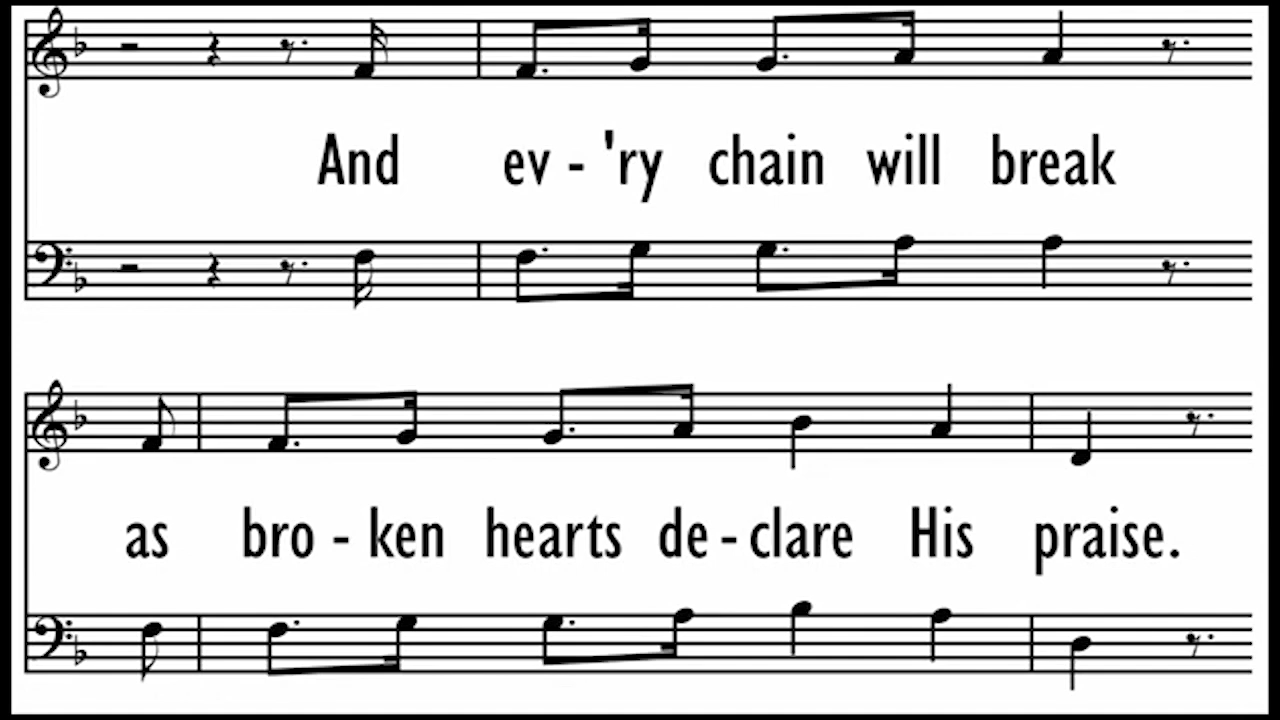 And ev - 'ry chain will break
as bro - ken hearts de - clare His praise.